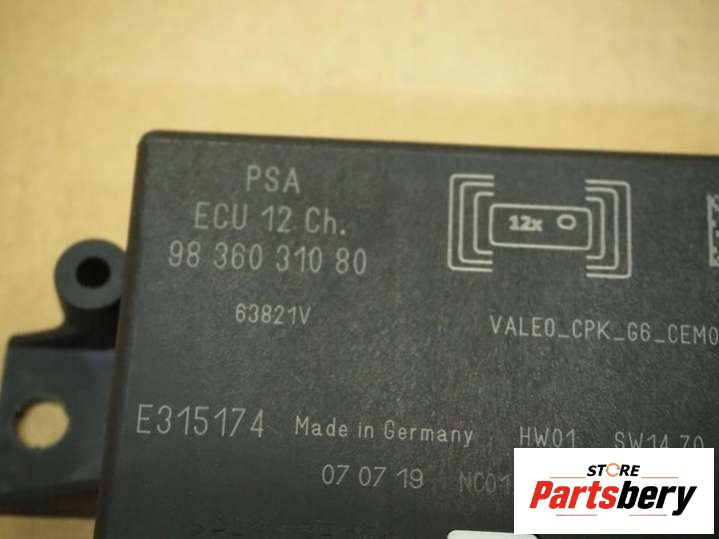 PSA
ECU 12 Ch.
98 360 310 80
12x
63821V
VALEO_CPK_G6_CEM0
E315174 Made in Germany HW01 SW14.70
07 07 19 NC01
STORE
Partsbery